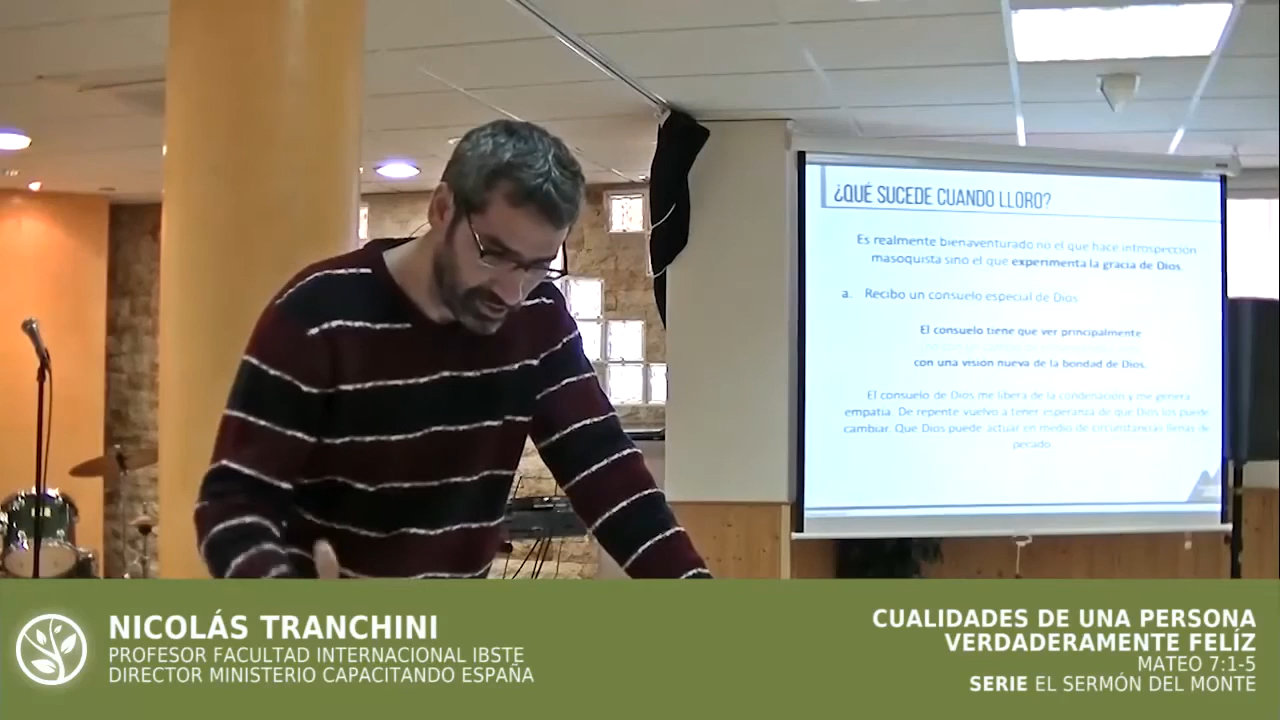 ¿QUÉ SUCEDE CUANDO LLORO?
Es realmente bienaventurado no el que hace introspección
masoquista sino el que experimenta la gracia de Dios.
a. Recibo un consuelo especial de Dios
El consuelo tiene que ver principalmente
con una visión nueva de la bondad de Dios.
El consuelo de Dios me libera de la condenación y me genera
empatía. De repente vuelvo a tener esperanza de que Dios los puede
cambiar. Que Dios puede actuar en medio de circunstancias llenas de
pecado.
NICOLÁS TRANCHINI
PROFESOR FACULTAD INTERNACIONAL IBSTE
DIRECTOR MINISTERIO CAPACITANDO ESPAÑA
CUALIDADES DE UNA PERSONA
VERDADERAMENTE FELÍZ
MATEO 7:1-5
SERIE EL SERMÓN DEL MONTE